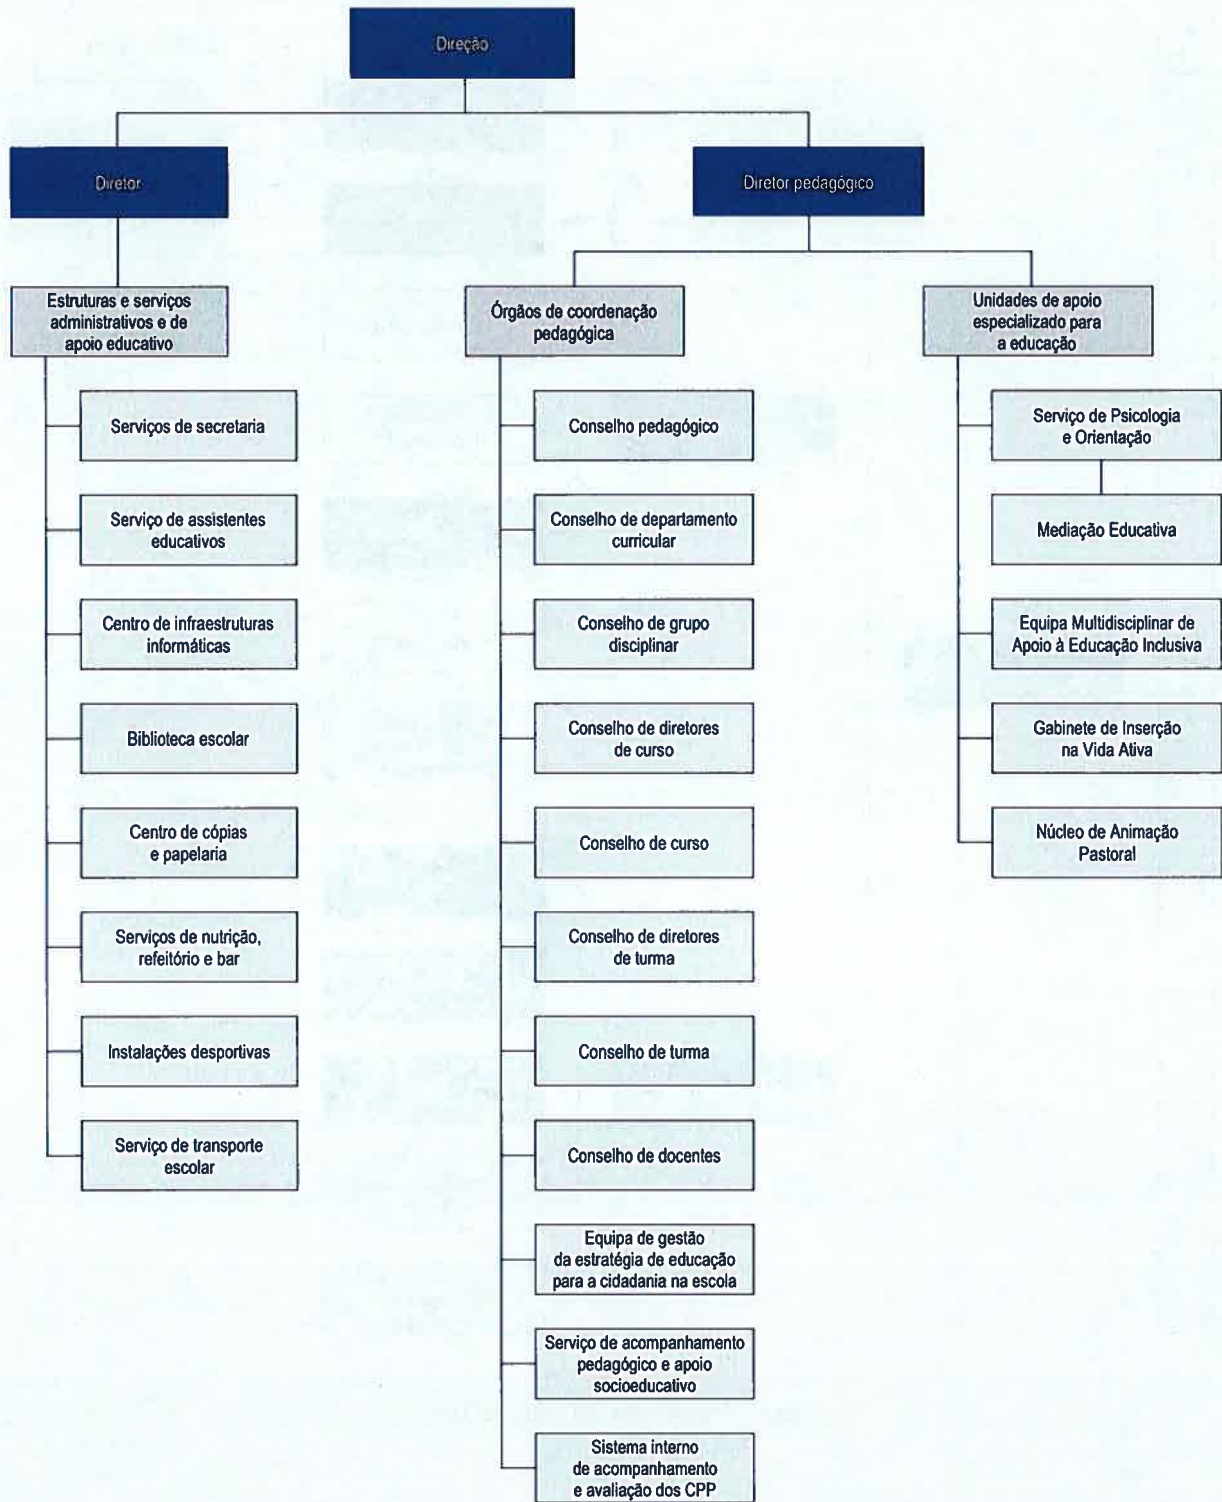 Direção
Diretor
Diretor pedagógico
Estruturas e serviços
administrativos e de
apoio educativo
Serviços de secretaria
Serviço de assistentes
educativos
Centro de infraestruturas
informáticas
Biblioteca escolar
Centro de cópias
e papelaria
Serviços de nutrição,
refeitório e bar
Instalações desportivas
Serviço de transporte
escolar
Órgãos de coordenação
pedagógica
Conselho pedagógico
Conselho de departamento
curricular
Conselho de grupo
disciplinar
Conselho de diretores
de curso
Conselho de curso
Conselho de diretores
de turma
Conselho de turma
Conselho de docentes
Equipa de gestão
da estratégia de educação
para a cidadania na escola
Serviço de acompanhamento
pedagógico e apoio
socioeducativo
Sistema interno
de acompanhamento
e avaliação dos CPP
Unidades de apoio
especializado para
a educação
Serviço de Psicologia
e Orientação
Mediação Educativa
Equipa Multidisciplinar de
Apoio à Educação Inclusiva
Gabinete de Inserção
na Vida Ativa
Núcleo de Animação
Pastoral